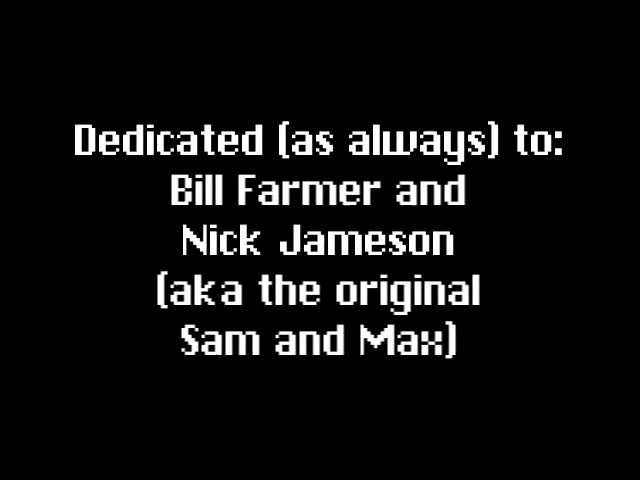 Dedicated (as always) to:
Bill Farmer and
Nick Jameson
(aka the original
Sam and Max)